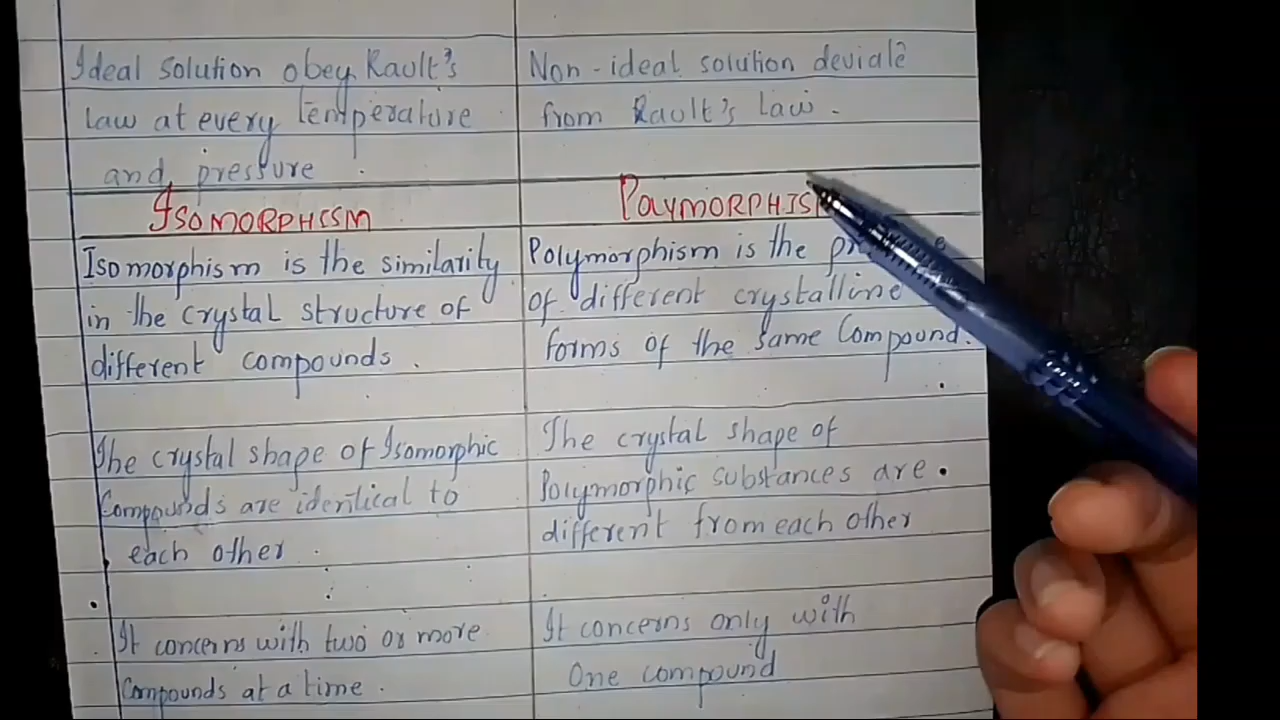 Ideal solution obey Rault's
law at every temperature
and pressure .
Non-ideal solution deviate
from Rault's law .
ISOMORPHISM
Isomorphism is the similarity
in the crystal structure of
different compounds .
The crystal shape of Isomorphic
Compounds are identical to
each other .
It concerns with two or more
Compounds at a time .
Polymorphism is the
of different crystalline
forms of the same Compound.
The crystal shape of
Polymorphic substances are
different from each other
It concerns only with
One compound